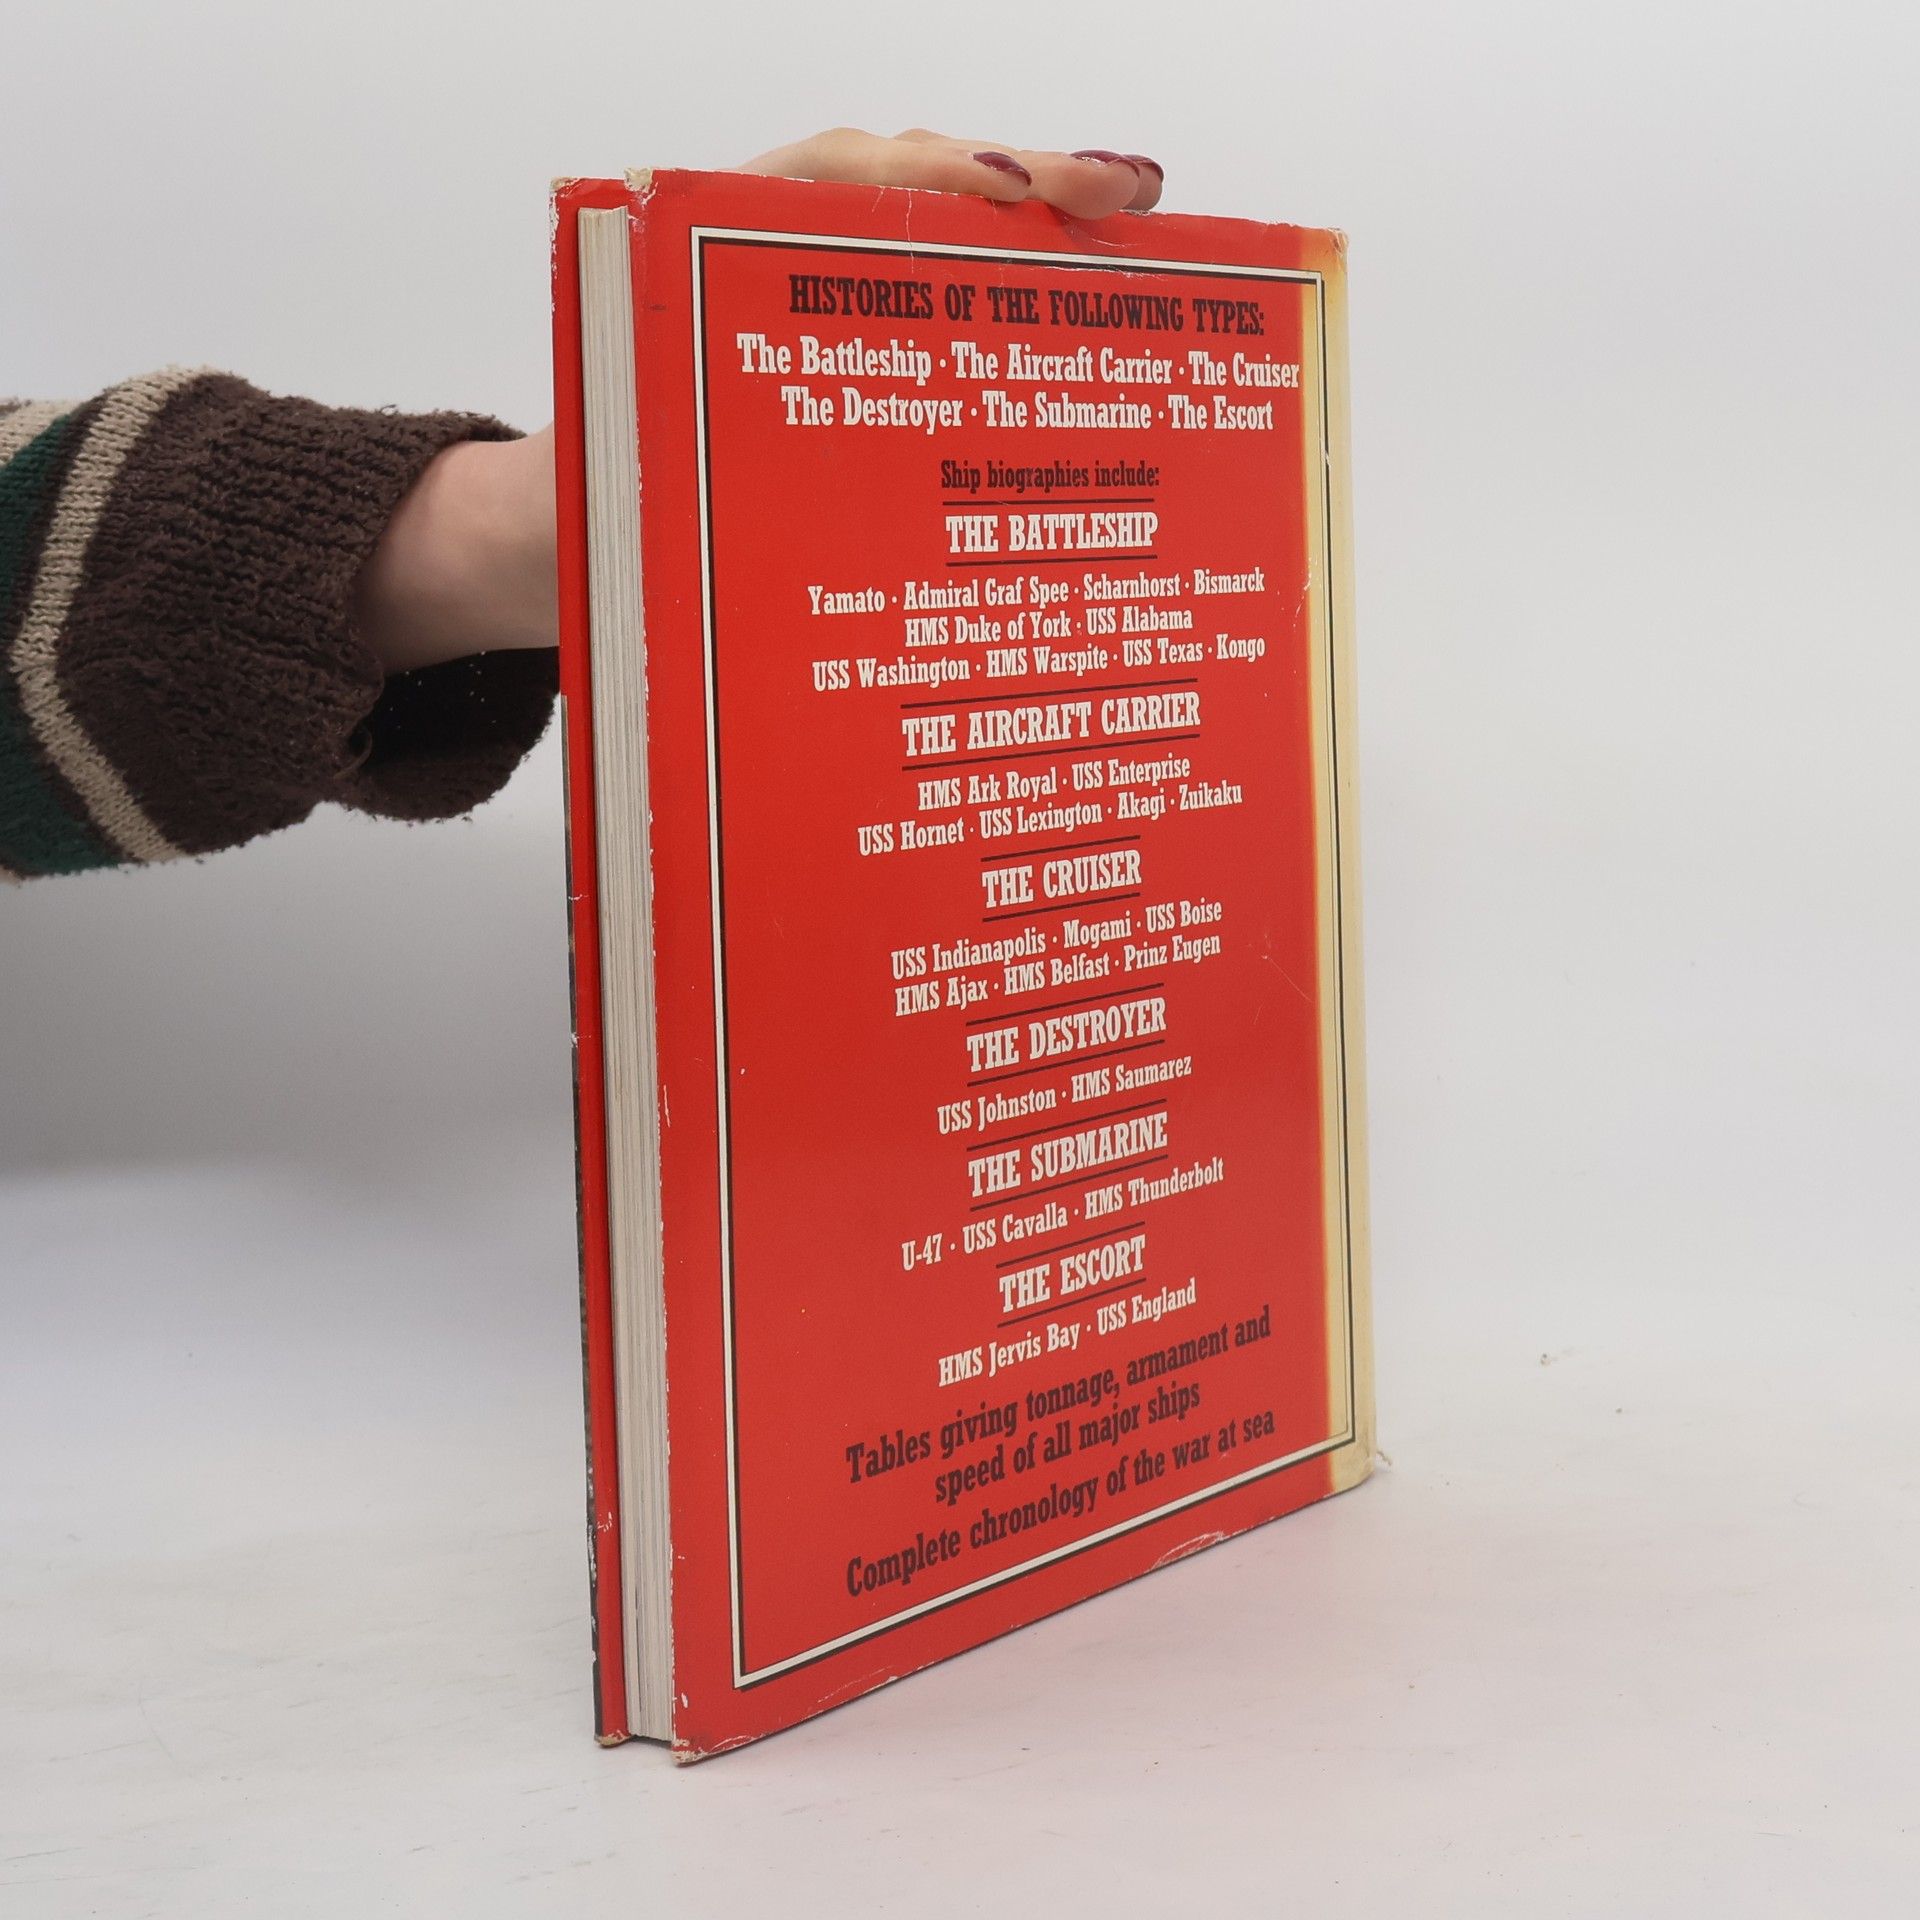 HISTORIES OF THE FOLLOWING TYPES:
The Battleship · The Aircraft Carrier · The Cruiser
The Destroyer · The Submarine · The Escort
Ship biographies include:
THE BATTLESHIP
Yamato · Admiral Graf Spee · Scharnhorst · Bismarck
HMS Duke of York · USS Alabama
USS Washington · HMS Warspite · USS Texas · Kongo
THE AIRCRAFT CARRIER
HMS Ark Royal · USS Enterprise
USS Hornet · USS Lexington · Akagi · Zuikaku
THE CRUISER
USS Indianapolis · Mogami · USS Boise
HMS Ajax · HMS Belfast · Prinz Eugen
THE DESTROYER
USS Johnston · HMS Saumarez
THE SUBMARINE
U-47 · USS Cavalla · HMS Thunderbolt
THE ESCORT
HMS Jervis Bay · USS England
Tables giving tonnage, armament and
speed of all major ships
Complete chronology of the war at sea